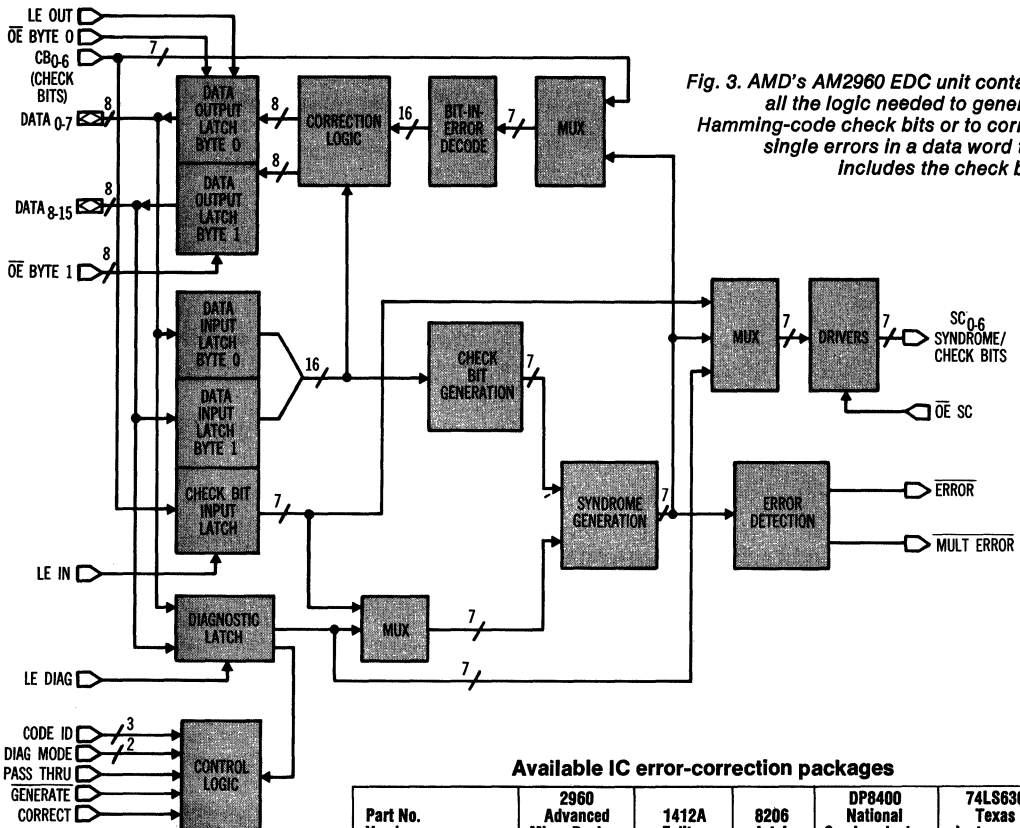 LE OUT
OE BYTE 0
CB0-6
(CHECK
BITS)
7
DATA 0-7
8
DATA 8-15
8
OE BYTE 1
8
DATA
OUTPUT
LATCH
BYTE 0
DATA
OUTPUT
LATCH
BYTE 1
8
8
CORRECTION
LOGIC
16
BIT-IN-
ERROR
DECODE
7
MUX
Fig. 3. AMD's AM2960 EDC unit conta
all the logic needed to gener
Hamming-code check bits or to corr
single errors in a data word
includes the check b
DATA
INPUT
LATCH
BYTE 0
DATA
INPUT
LATCH
BYTE 1
CHECK BIT
INPUT
LATCH
16
7
CHECK
BIT
GENERATION
7
MUX
7
DRIVERS
7
SC0-6
SYNDROME/
CHECK BITS
OE SC
SYNDROME
GENERATION
7
ERROR
DETECTION
ERROR
MULT ERROR
LE IN
DIAGNOSTIC
LATCH
MUX
7
7
LE DIAG
CODE ID
3
DIAG MODE
2
PASS THRU
GENERATE
CORRECT
CONTROL
LOGIC
Available IC error-correction packages
Part No.
2960
Advanced
1412A
8206
DP8400
National
74LS630
Texas